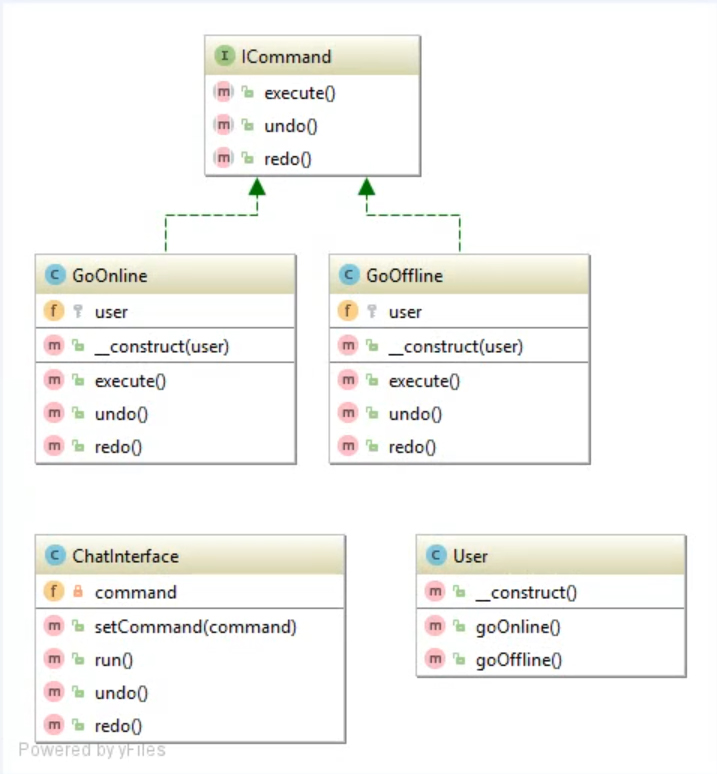 I ICommand
m execute()
m undo()
m redo()
C GoOnline
f user
m __construct(user)
m execute()
m undo()
m redo()
C GoOffline
f user
m __construct(user)
m execute()
m undo()
m redo()
C ChatInterface
f command
m setCommand(command)
m run()
m undo()
m redo()
C User
m __construct()
m goOnline()
m goOffline()
Powered by yFiles